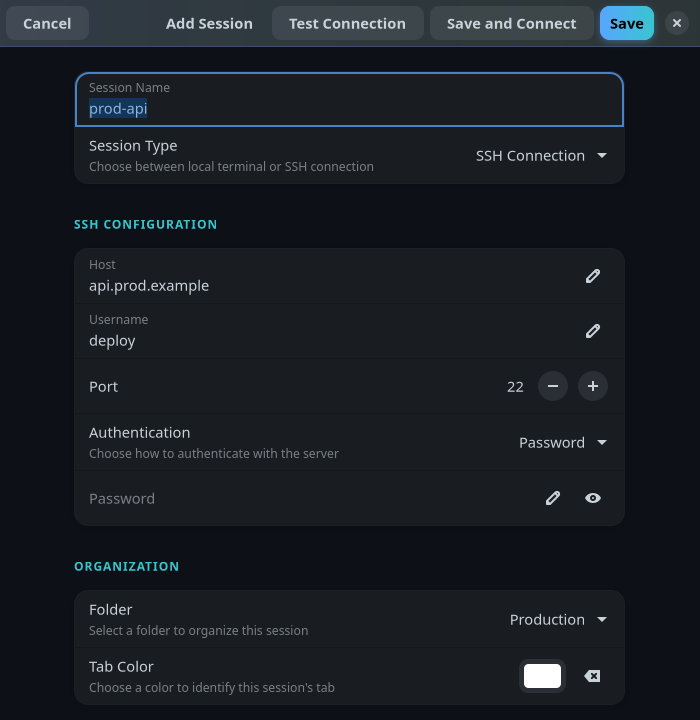 Cancel
Add Session
Test Connection
Save and Connect
Save
Session Name
prod-api
Session Type
Choose between local terminal or SSH connection
SSH Connection
SSH CONFIGURATION
Host
api.prod.example
Username
deploy
Port
22
Authentication
Choose how to authenticate with the server
Password
Password
ORGANIZATION
Folder
Select a folder to organize this session
Production
Tab Color
Choose a color to identify this session's tab